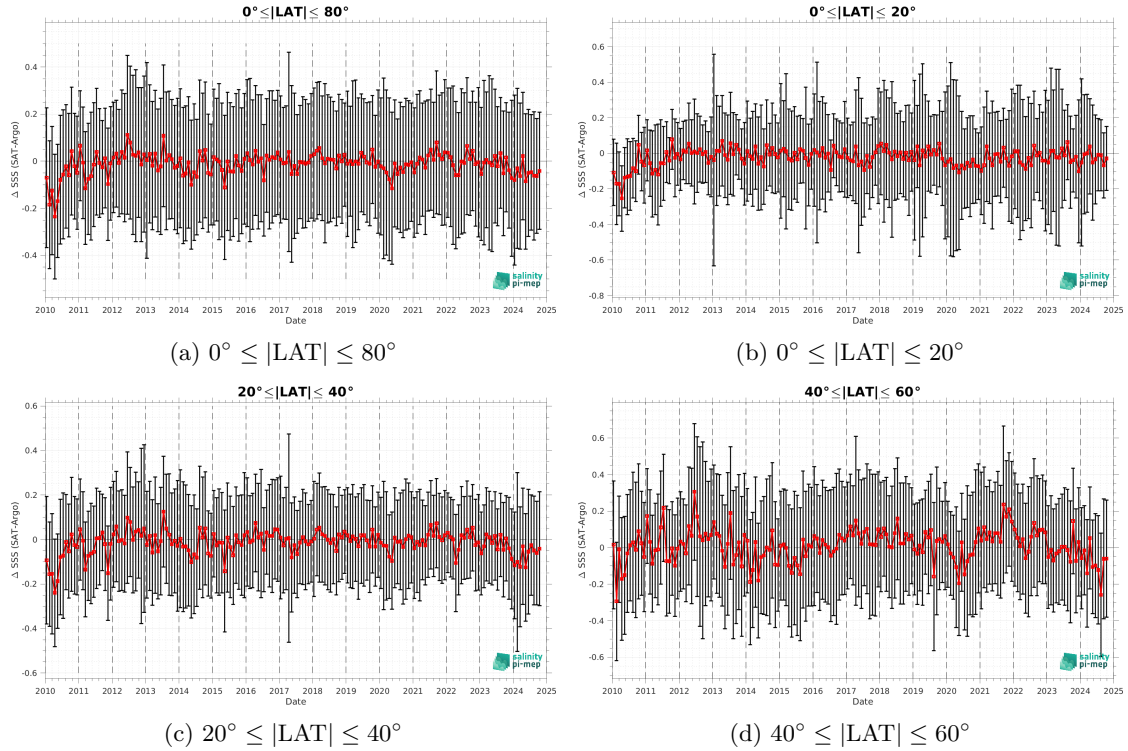 0°≤|LAT|≤ 80°
Δ SSS (SAT-Argo)
0.4
0.2
0
-0.2
-0.4
2010 2011 2012 2013 2014 2015 2016 2017 2018 2019 2020 2021 2022 2023 2024 2025
Date
salinity
pi-mep
(a) 0° ≤ |LAT| ≤ 80°
0°≤|LAT|≤ 20°
Δ SSS (SAT-Argo)
0.6
0.4
0.2
0
-0.2
-0.4
-0.6
-0.8
2010 2011 2012 2013 2014 2015 2016 2017 2018 2019 2020 2021 2022 2023 2024 2025
Date
salinity
pi-mep
(b) 0° ≤ |LAT| ≤ 20°
20°≤|LAT|≤ 40°
Δ SSS (SAT-Argo)
0.6
0.4
0.2
0
-0.2
-0.4
-0.6
2010 2011 2012 2013 2014 2015 2016 2017 2018 2019 2020 2021 2022 2023 2024 2025
Date
salinity
pi-mep
(c) 20° ≤ |LAT| ≤ 40°
40°≤|LAT|≤ 60°
Δ SSS (SAT-Argo)
0.6
0.4
0.2
0
-0.2
-0.4
-0.6
2010 2011 2012 2013 2014 2015 2016 2017 2018 2019 2020 2021 2022 2023 2024 2025
Date
salinity
pi-mep
(d) 40° ≤ |LAT| ≤ 60°